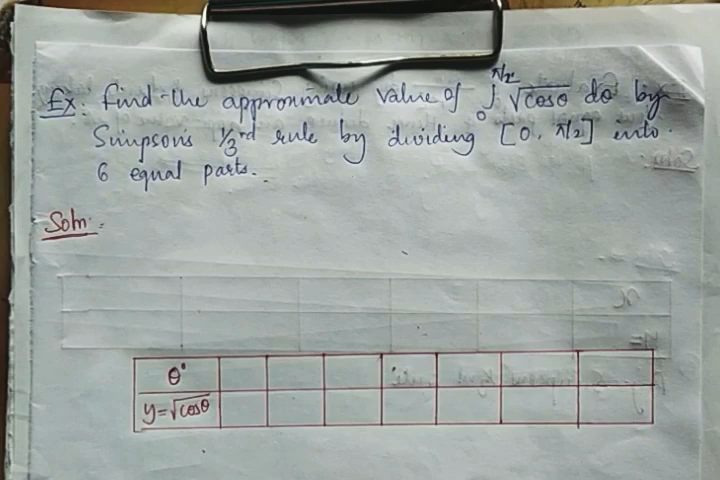 Ex: Find the approximate value of ∫₀^π/2 √cosθ dθ by
Simpson's 1/3rd rule by dividing [0, π/2] into
6 equal parts.
Soln:
θ°
y=√cosθ